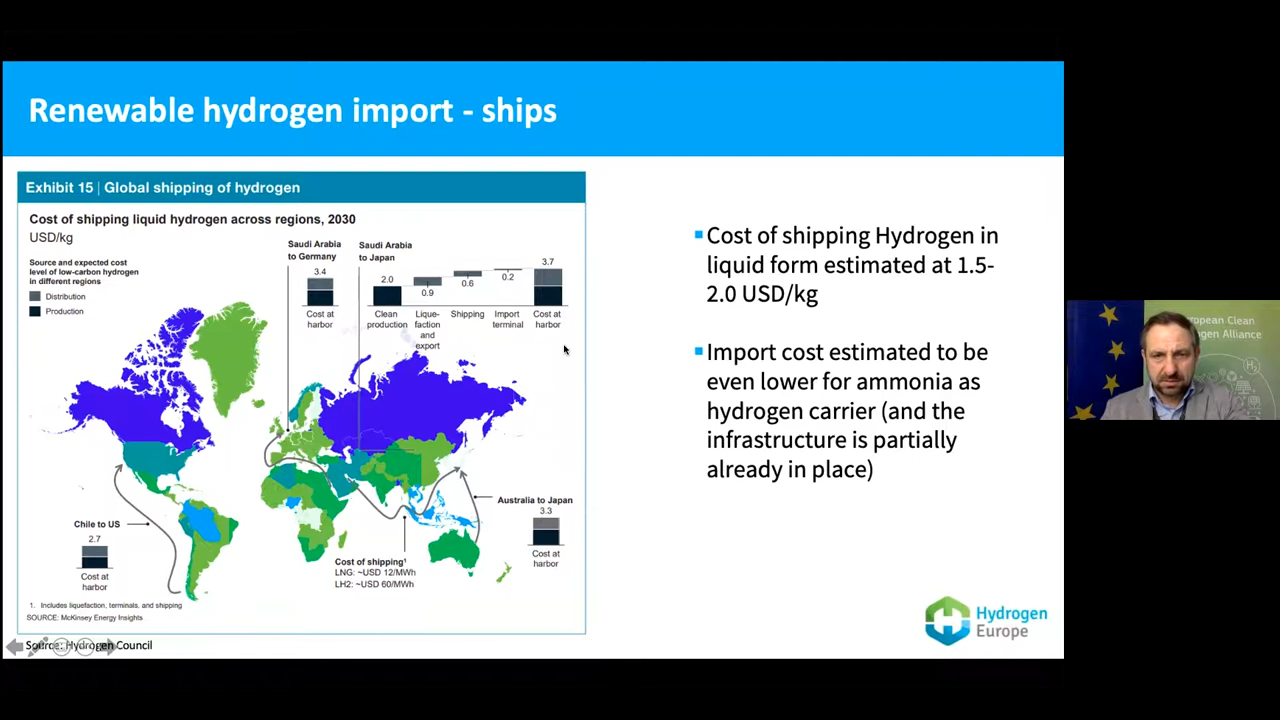 Renewable hydrogen import - ships
Exhibit 15 | Global shipping of hydrogen
Cost of shipping liquid hydrogen across regions, 2030
USD/kg
Source and expected cost
level of low-carbon hydrogen
in different regions
Distribution
Production
Saudi Arabia
to Germany
3.4
Cost at
harbor
Saudi Arabia
to Japan
2.0
0.9
0.6
0.2
3.7
Clean
production
Lique-
faction
and
export
Shipping
Import
terminal
Cost at
harbor
Chile to US
2.7
Cost at
harbor
Australia to Japan
3.3
Cost at
harbor
Cost of shipping¹
LNG: ~USD 12/MWh
LH2: ~USD 60/MWh
1. Includes liquefaction, terminals, and shipping
SOURCE: McKinsey Energy Insights
Source: Hydrogen Council
▪Cost of shipping Hydrogen in
liquid form estimated at 1.5-
2.0 USD/kg
▪Import cost estimated to be
even lower for ammonia as
hydrogen carrier (and the
infrastructure is partially
already in place)
Hydrogen
Europe
European Clean
Hydrogen Alliance
H₂